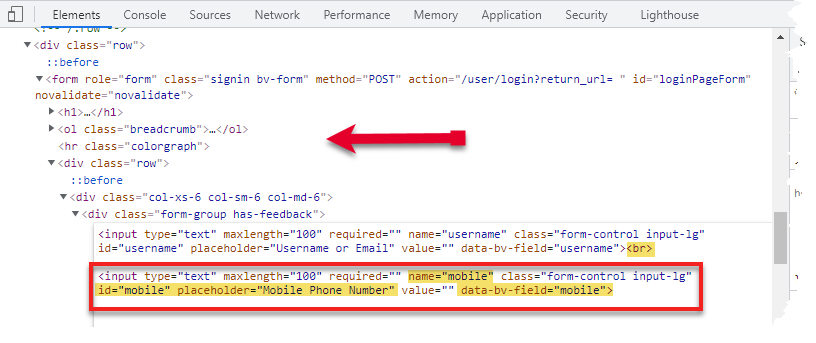 Elements Console Sources Network Performance Memory Application Security Lighthouse
<div class="row">
::before
<form role="form" class="signin bv-form" method="POST" action="/user/login?return_url= " id="loginPageForm"
novalidate="novalidate">
<h1>…</h1>
<ol class="breadcrumb">…</ol>
<hr class="colorgraph">
<div class="row">
::before
<div class="col-xs-6 col-sm-6 col-md-6">
<div class="form-group has-feedback">
<input type="text" maxlength="100" required="" name="username" class="form-control input-lg"
id="username" placeholder="Username or Email" value="" data-bv-field="username"><br>
<input type="text" maxlength="100" required="" name="mobile" class="form-control input-lg"
id="mobile" placeholder="Mobile Phone Number" value="" data-bv-field="mobile">